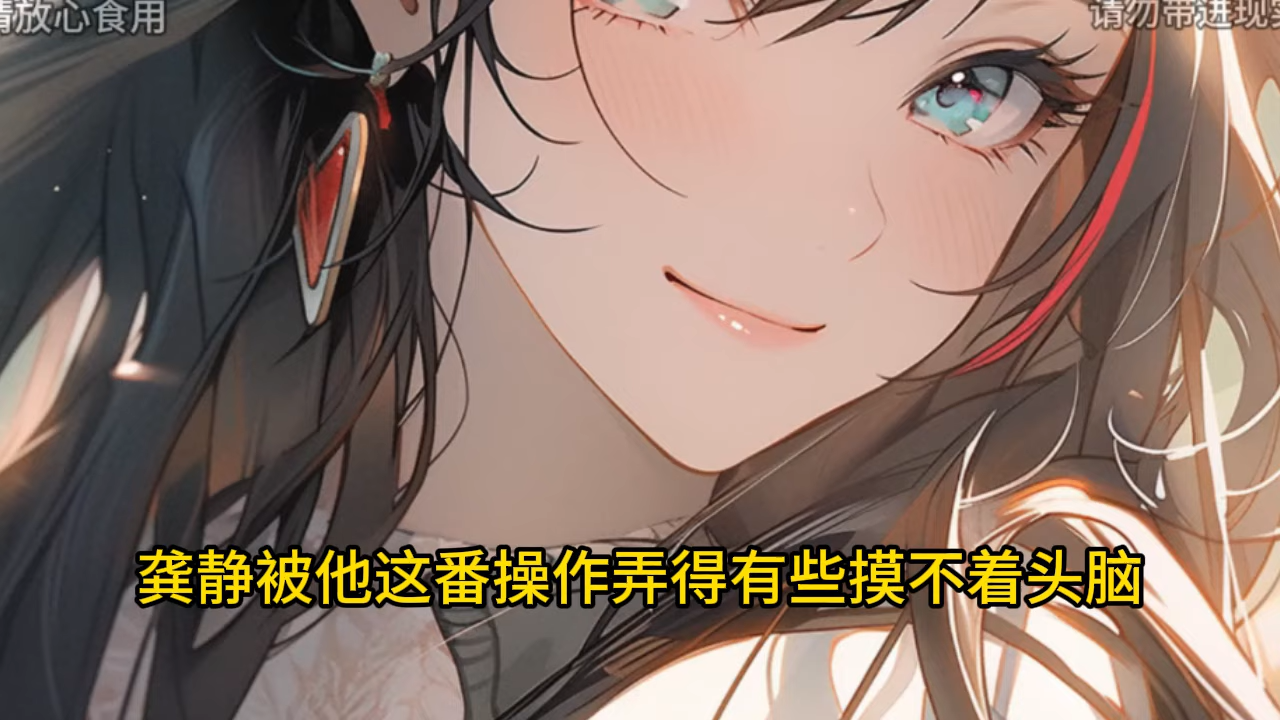 请放心食用
请勿带进现实
龚静被他这番操作弄得有些摸不着头脑